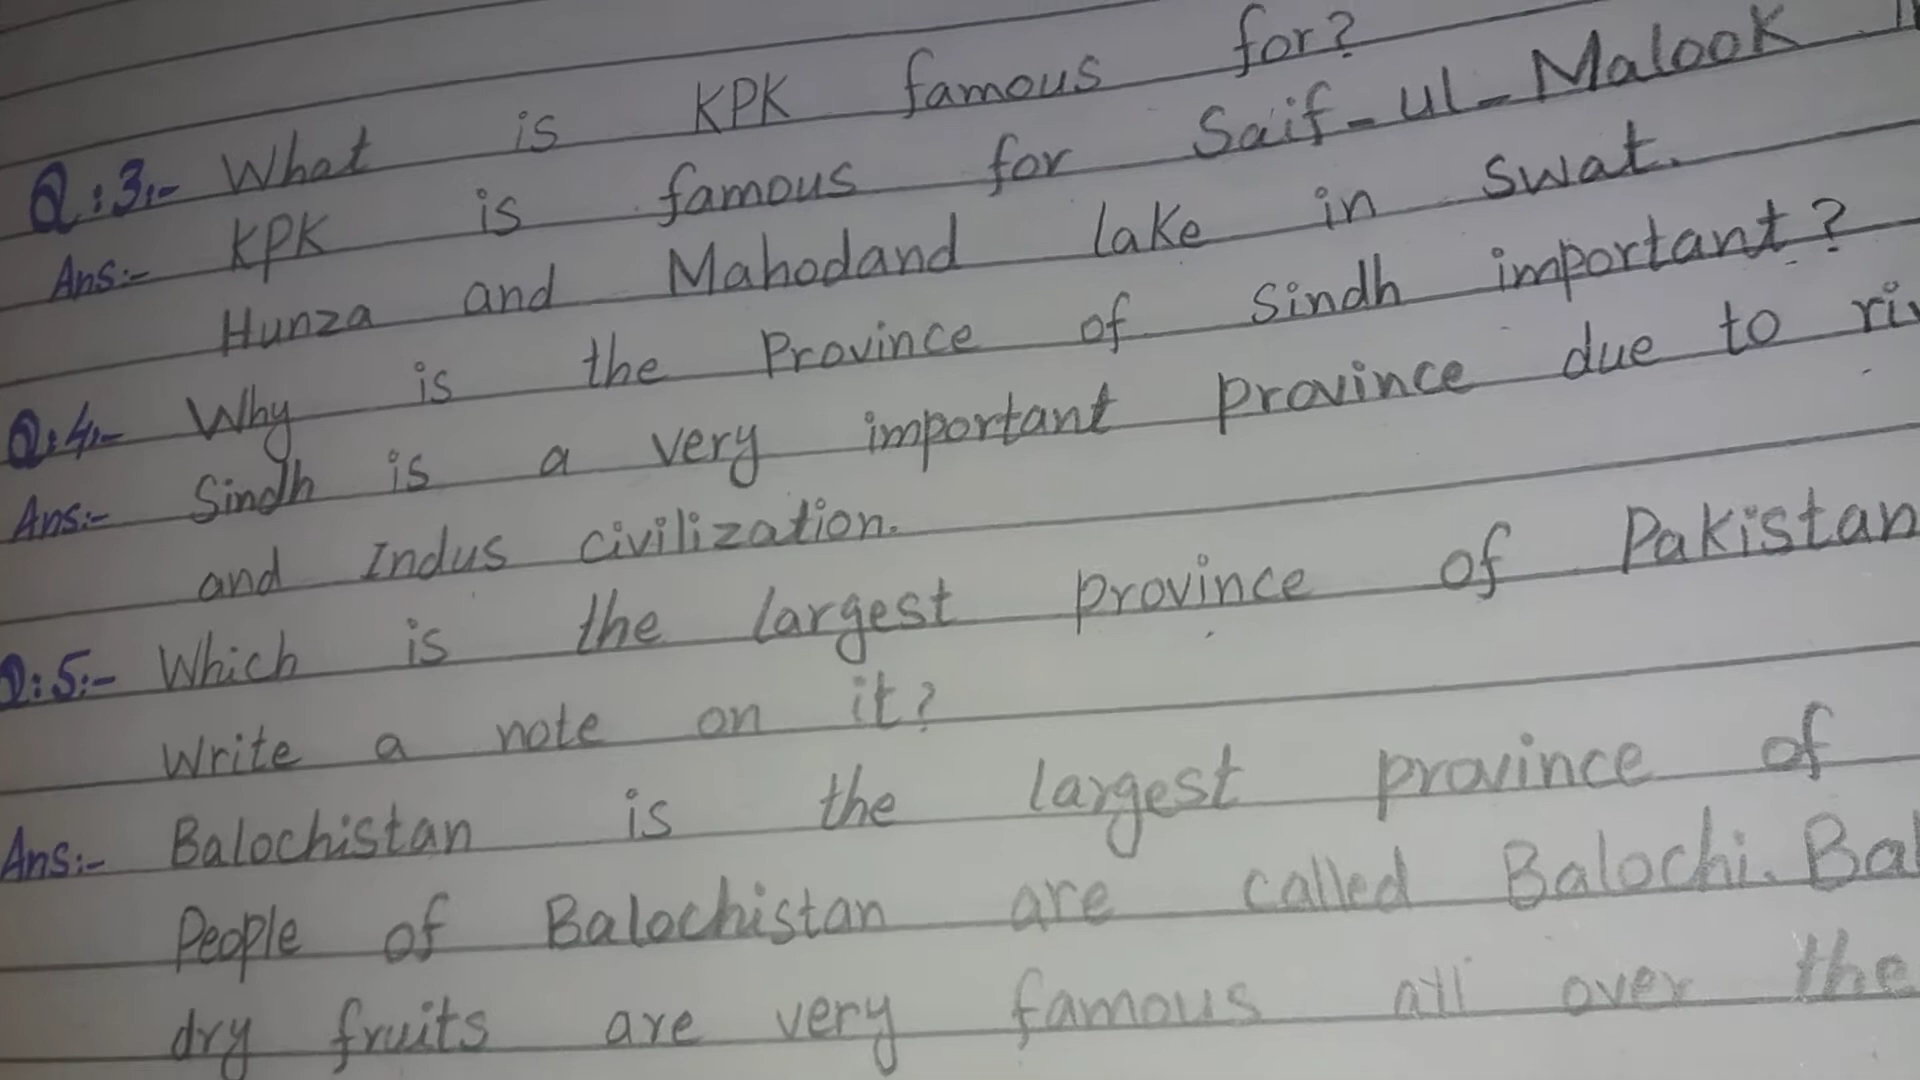 Q:3:- What is KPK famous for?
Ans:- KPK is famous for Saif-ul-Malook
Hunza and Mahodand lake in swat.
Q:4:- Why is the Province of Sindh important?
Ans:- Sindh is a very important province due to
and Indus civilization.
Q:5:- Which is the largest province of Pakistan
Write a note on it?
Ans:- Balochistan is the largest province of
People of Balochistan are called Balochi.
dry fruits are very famous all over the